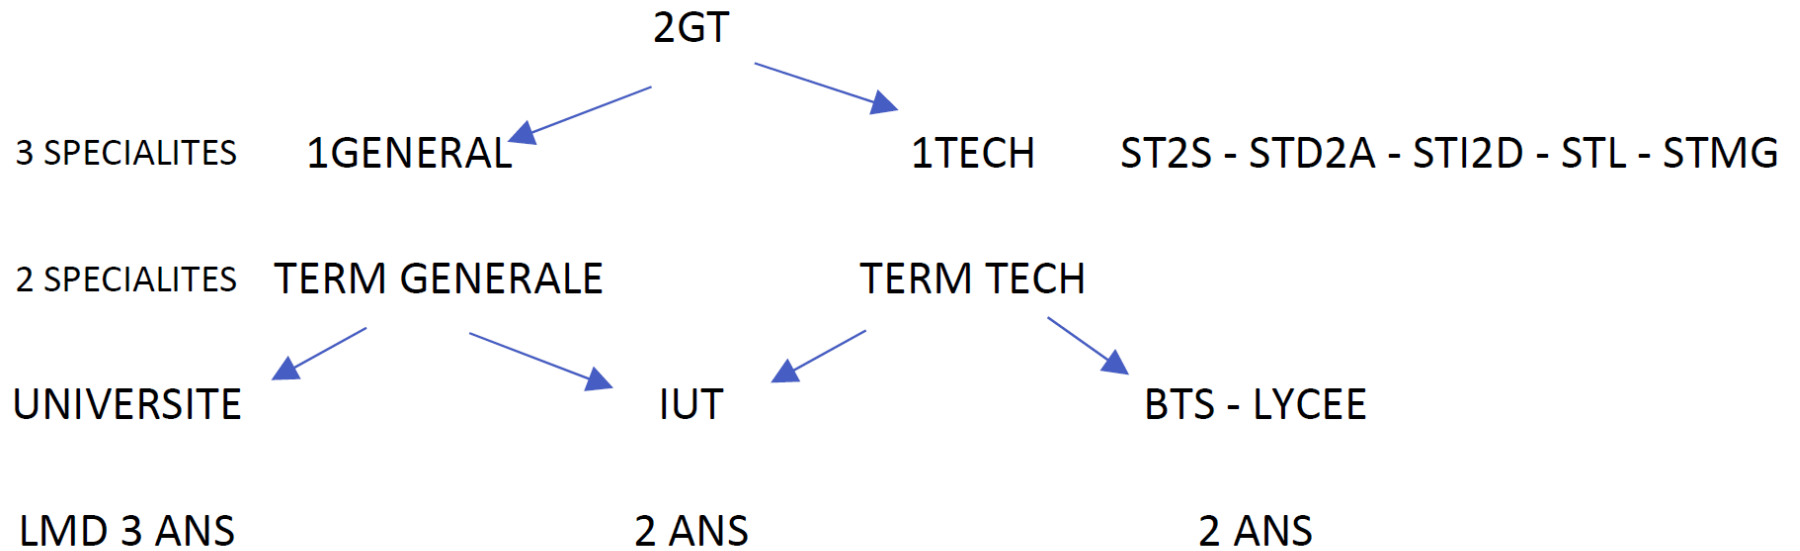 2GT
3 SPECIALITES 1GENERAL 1TECH ST2S - STD2A - STI2D - STL - STMG
2 SPECIALITES TERM GENERALE TERM TECH
UNIVERSITE IUT BTS - LYCEE
LMD 3 ANS 2 ANS 2 ANS